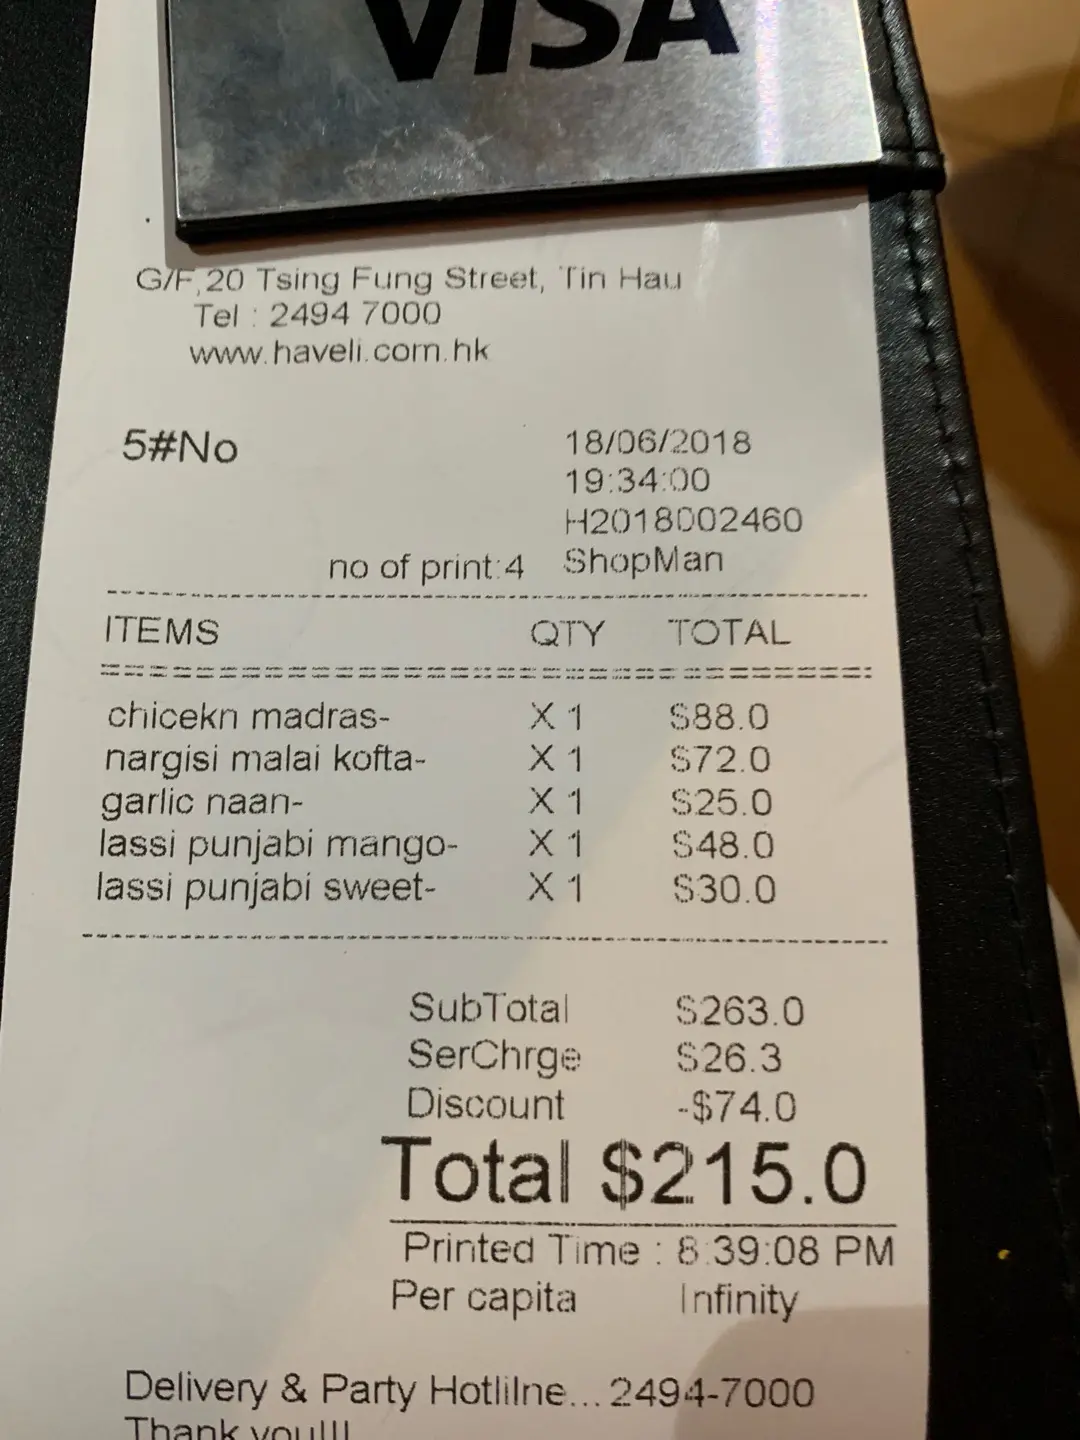 VISA
G/F,20 Tsing Fung Street, Tin Hau
Tel : 2494 7000
www.haveli.com.hk
5#No 18/06/2018
19:34:00
H2018002460
no of print:4 ShopMan
ITEMS QTY TOTAL
chicekn madras- X 1 $88.0
nargisi malai kofta- X 1 $72.0
garlic naan- X 1 $25.0
lassi punjabi mango- X 1 $48.0
lassi punjabi sweet- X 1 $30.0
SubTotal $263.0
SerChrge $26.3
Discount -$74.0
Total $215.0
Printed Time : 8:39:08 PM
Per capita Infinity
Delivery & Party Hotlilne... 2494-7000
Thank you!!!